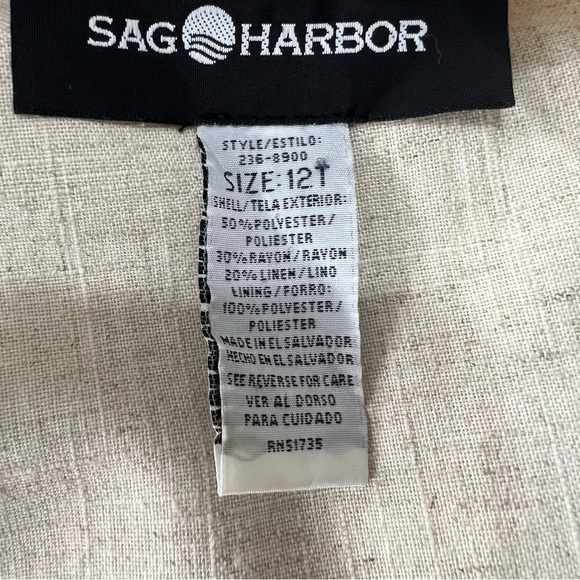 SAG HARBOR
STYLE/ESTILO:
236-8900
SIZE:12T
SHELL/TELA EXTERIOR:
50%POLYESTER/
POLIESTER
30%RAYON/RAYON
20%LINEN/LINO
LINING/FORRO:
100%POLYESTER/
POLIESTER
MADE IN EL SALVADOR
HECHO EN EL SALVADOR
SEE REVERSE FOR CARE
VER AL DORSO
PARA CUIDADO
RN51735